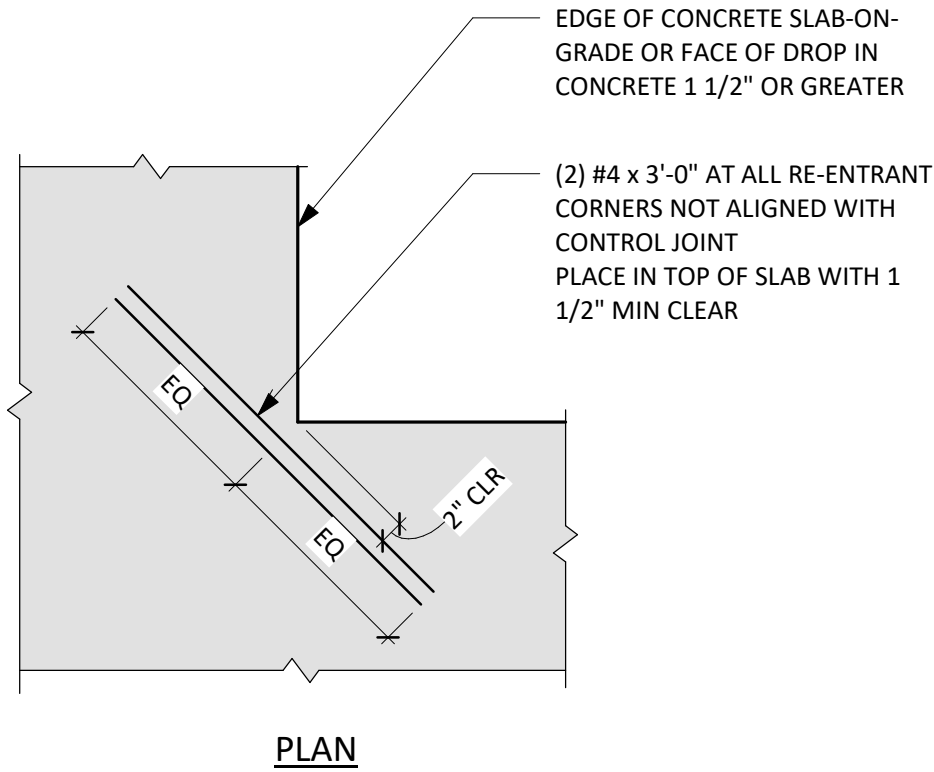 EDGE OF CONCRETE SLAB-ON-
GRADE OR FACE OF DROP IN
CONCRETE 1 1/2" OR GREATER
(2) #4 x 3'-0" AT ALL RE-ENTRANT
CORNERS NOT ALIGNED WITH
CONTROL JOINT
PLACE IN TOP OF SLAB WITH 1
1/2" MIN CLEAR
EQ
EQ
2" CLR
PLAN